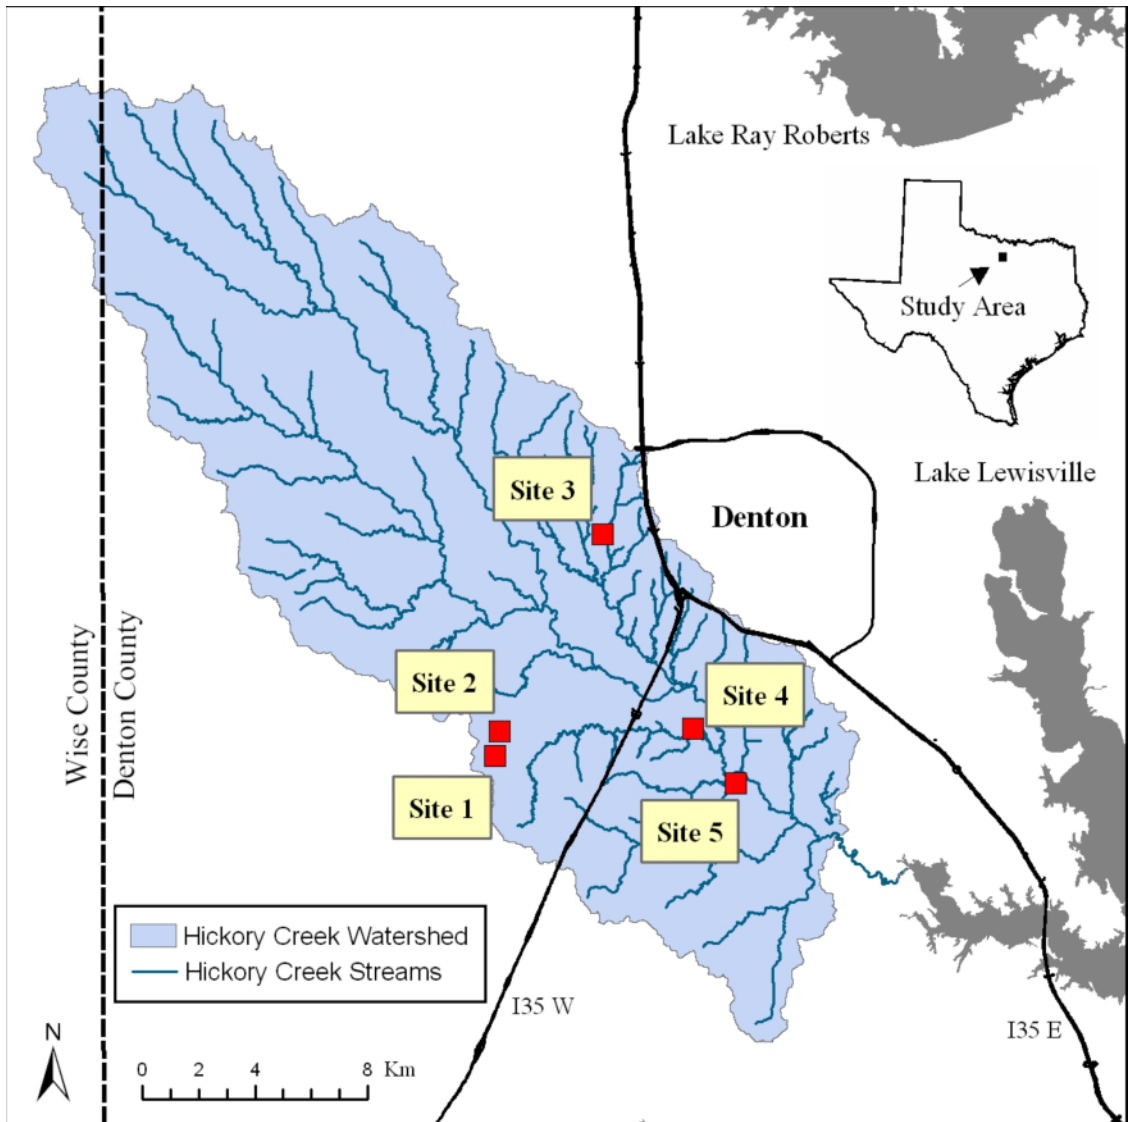 Lake Ray Roberts
Study Area
Lake Lewisville
Site 3
Denton
Wise County
Denton County
Site 2
Site 4
Site 1
Site 5
Hickory Creek Watershed
Hickory Creek Streams
I35 W
I35 E
N
0 2 4 8 Km